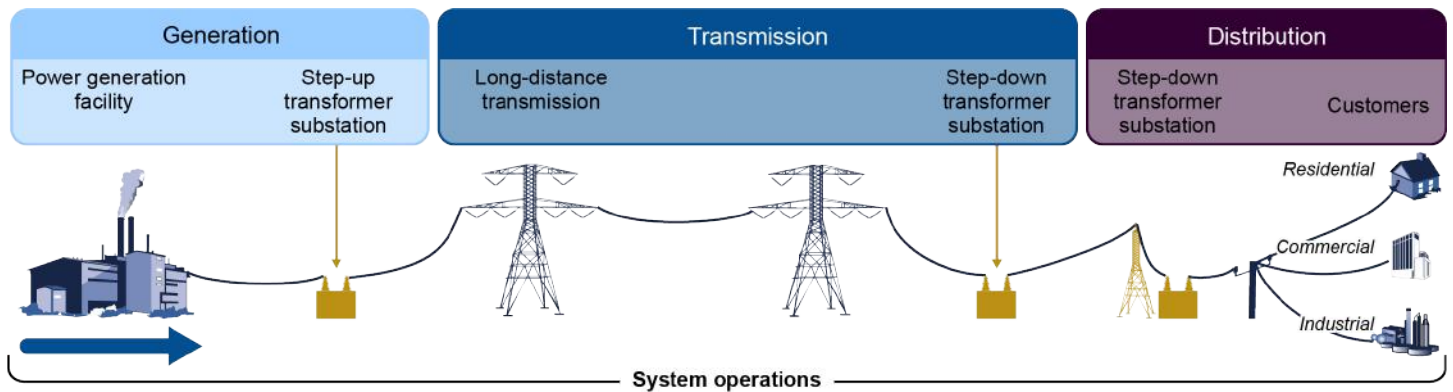 Generation
Transmission
Distribution
Power generation
facility
Step-up
transformer
substation
Long-distance
transmission
Step-down
transformer
substation
Step-down
transformer
substation
Customers
Residential
Commercial
Industrial
System operations